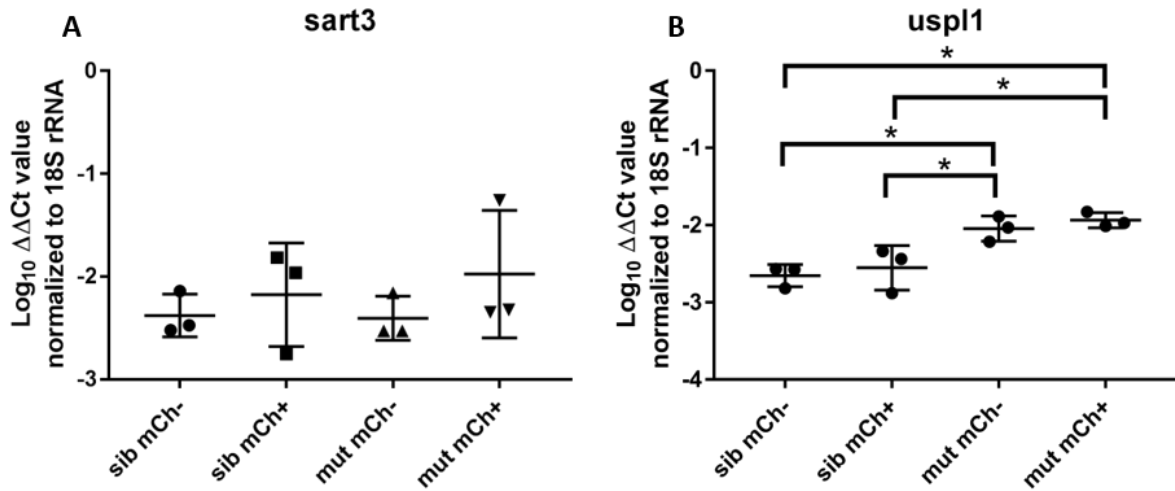 A
sart3
Log₁₀ ΔΔCt value
normalized to 18S rRNA
0
-1
-2
-3
sib mCh-
sib mCh+
mut mCh-
mut mCh+
B
uspl1
Log₁₀ ΔΔCt value
normalized to 18S rRNA
0
-1
-2
-3
-4
*
*
*
*
sib mCh-
sib mCh+
mut mCh-
mut mCh+